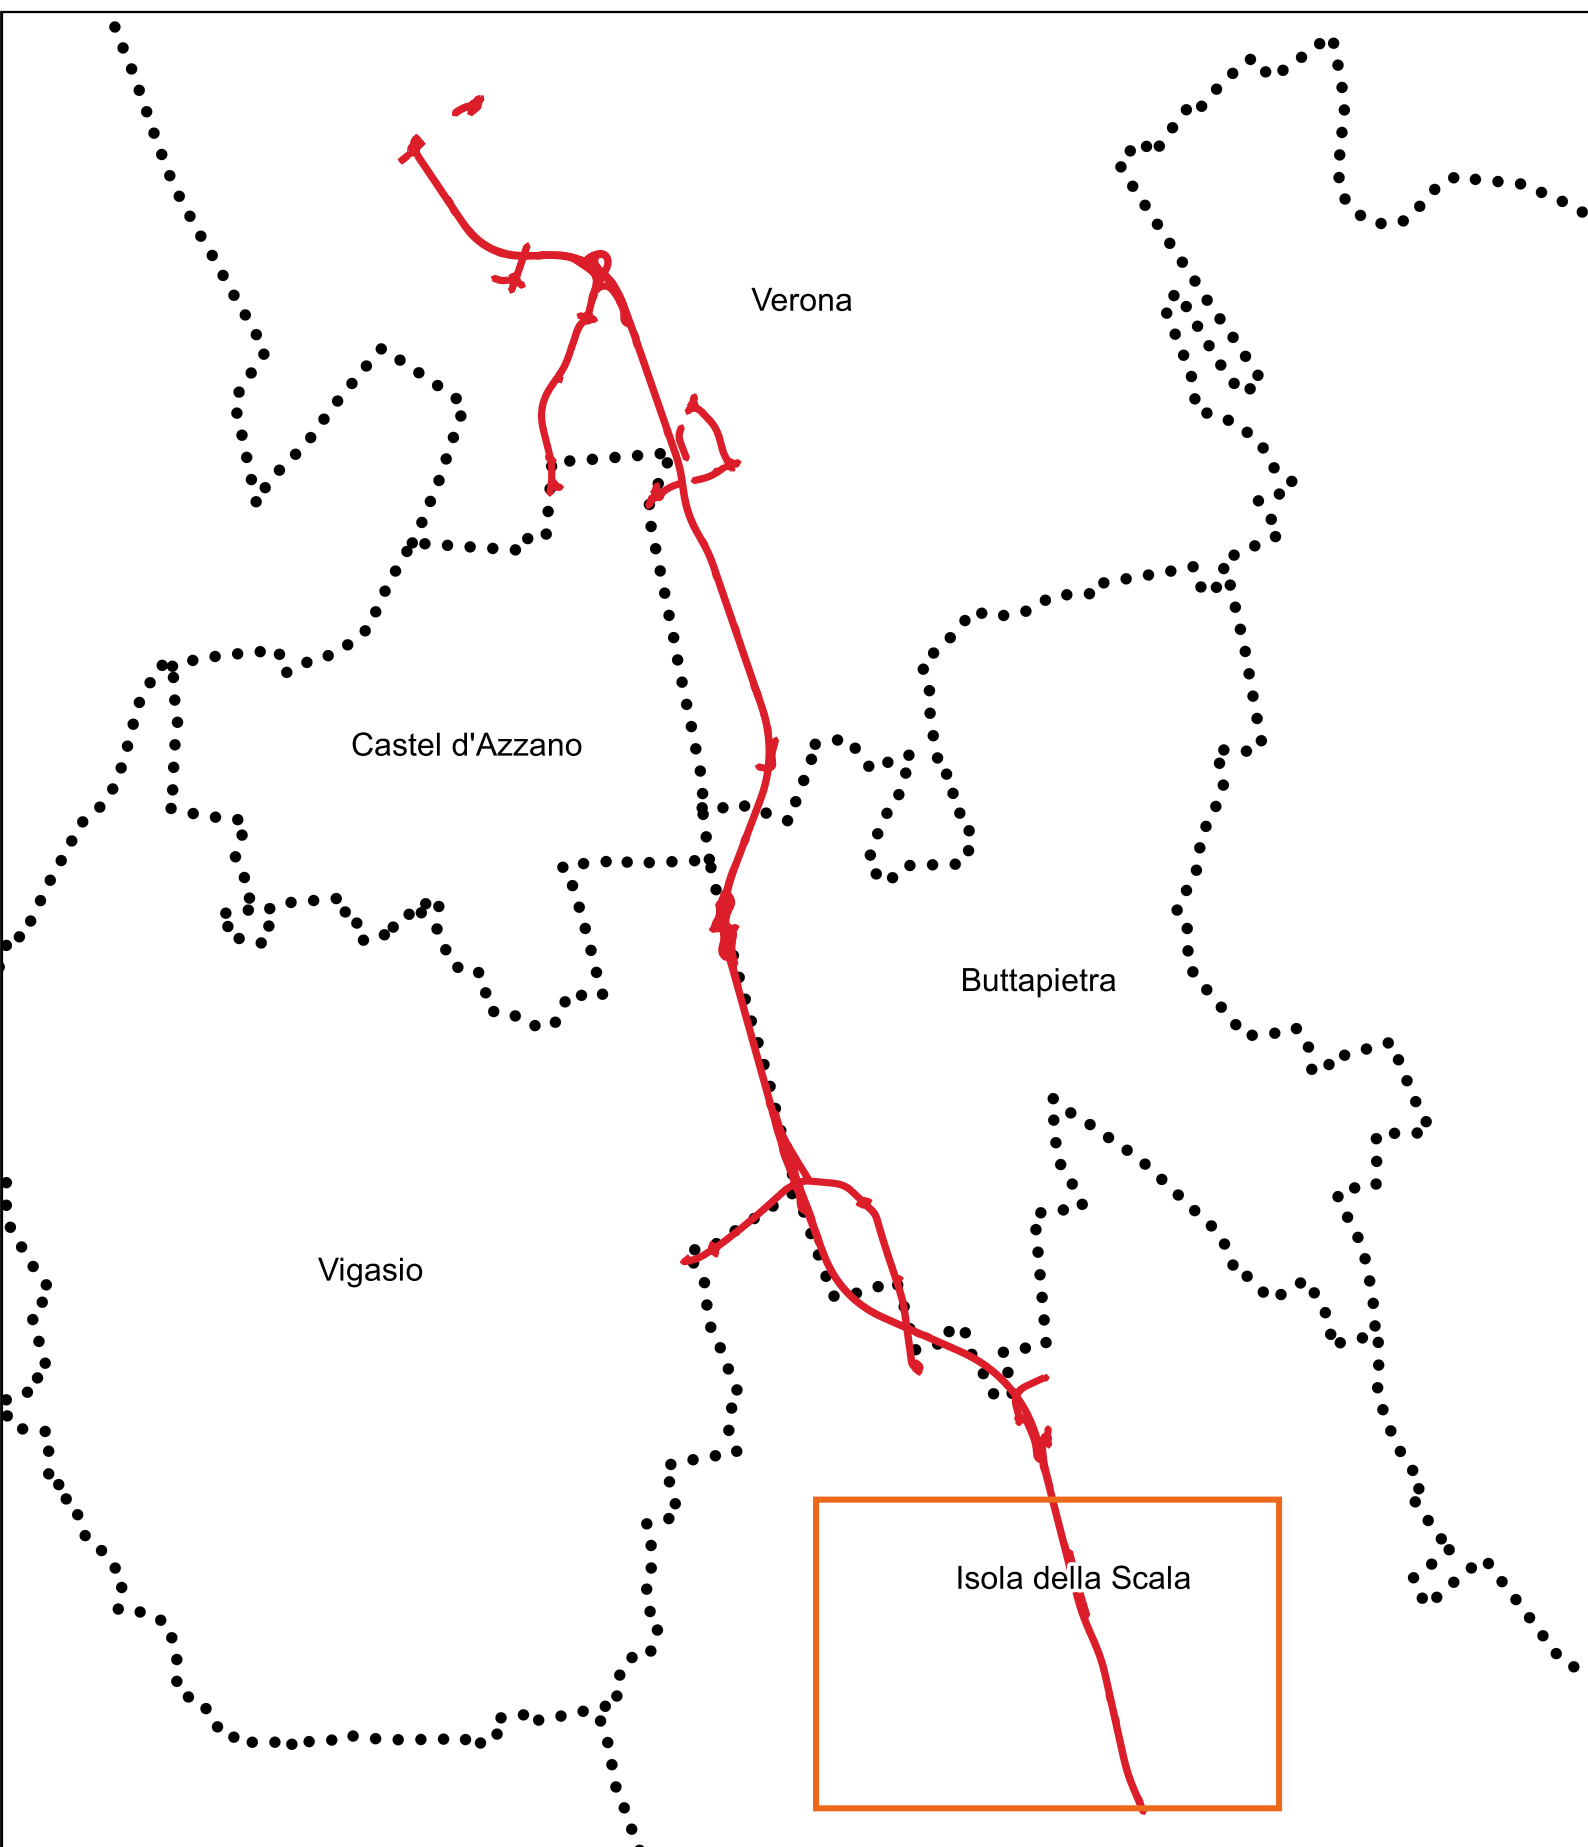 Verona
Castel d'Azzano
Buttapietra
Vigasio
Isola della Scala